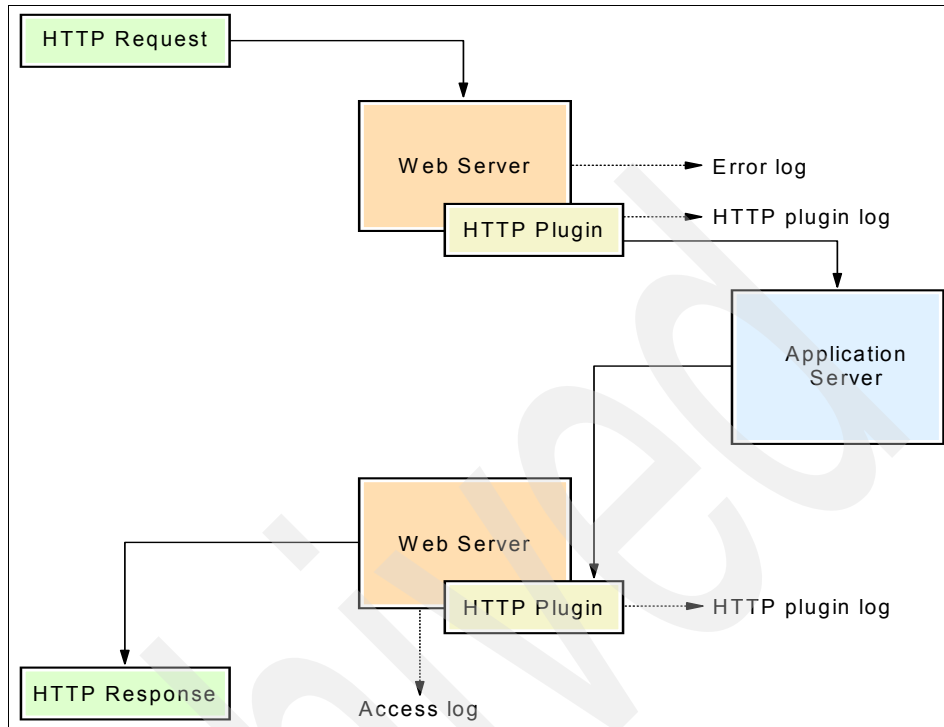 HTTP Request
Web Server
Error log
HTTP Plugin
HTTP plugin log
Application
Server
Web Server
HTTP Plugin
HTTP plugin log
HTTP Response
Access log